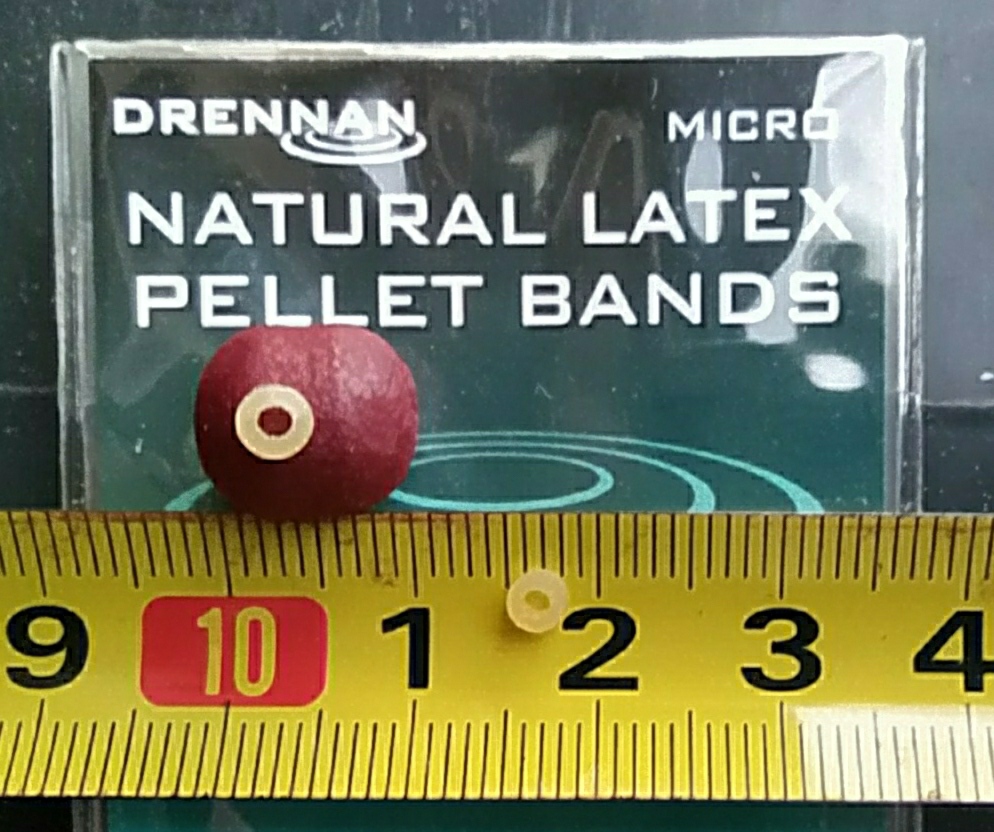 DRENNAN MICRO
NATURAL LATEX
PELLET BANDS
9 10 1 2 3 4